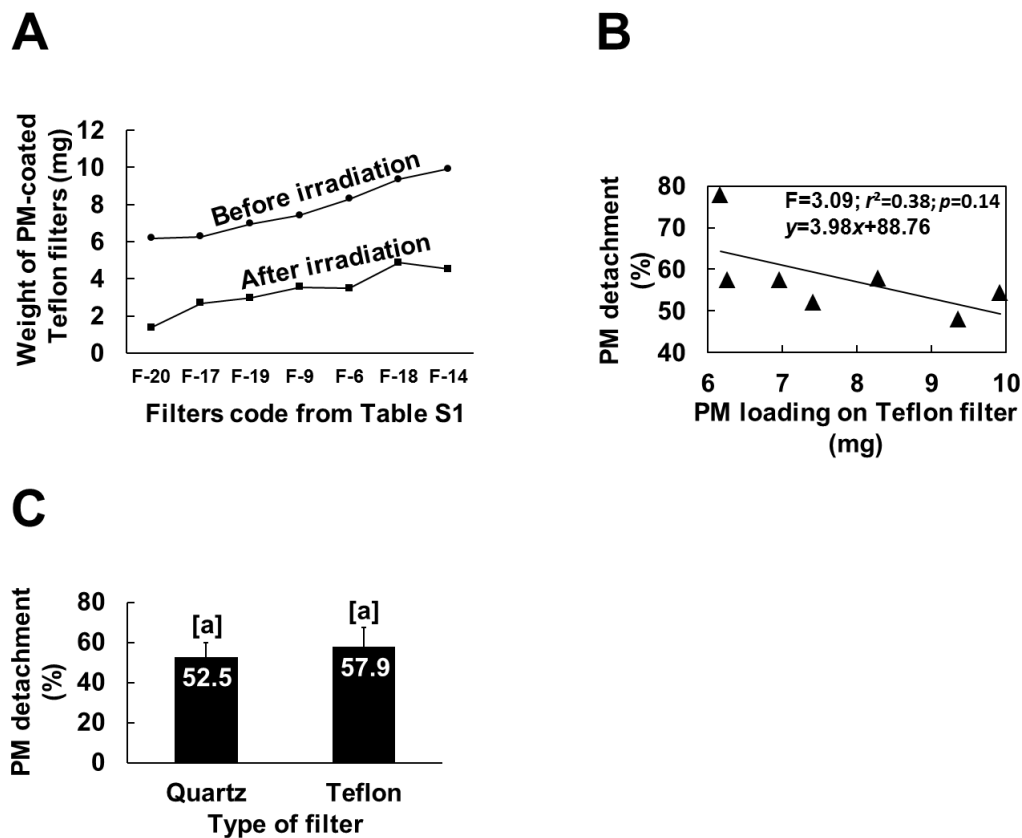 A
Weight of PM-coated
Teflon filters (mg)
12
10
8
6
4
2
0
Before irradiation
After irradiation
F-20 F-17 F-19 F-9 F-6 F-18 F-14
Filters code from Table S1
B
PM detachment
(%)
80
70
60
50
40
F=3.09; r²=0.38; p=0.14
y=3.98x+88.76
6 7 8 9 10
PM loading on Teflon filter
(mg)
C
PM detachment
(%)
80
60
40
20
0
[a] [a]
52.5 57.9
Quartz Teflon
Type of filter